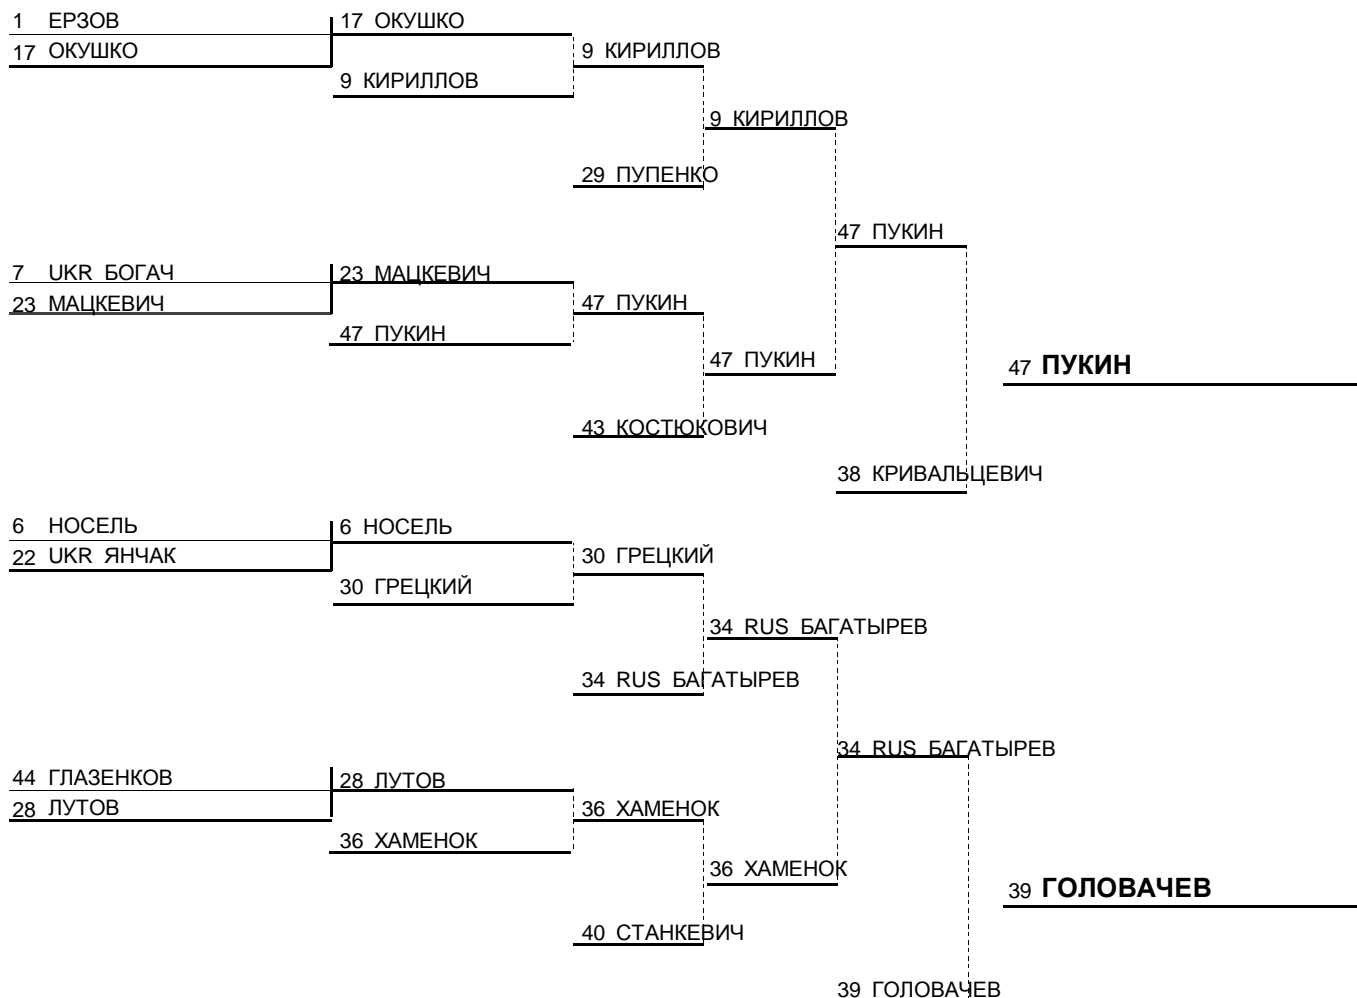 1 ЕРЗОВ 17 ОКУШКО
17 ОКУШКО 9 КИРИЛЛОВ
9 КИРИЛЛОВ
9 КИРИЛЛОВ
29 ПУПЕНКО
47 ПУКИН
7 UKR БОГАЧ 23 МАЦКЕВИЧ
23 МАЦКЕВИЧ 47 ПУКИН
47 ПУКИН
47 ПУКИН 47 ПУКИН
43 КОСТЮКОВИЧ
38 КРИВАЛЬЦЕВИЧ
6 НОСЕЛЬ 6 НОСЕЛЬ
22 UKR ЯНЧАК 30 ГРЕЦКИЙ
30 ГРЕЦКИЙ
34 RUS БАГАТЫРЕВ
34 RUS БАГАТЫРЕВ
34 RUS БАГАТЫРЕВ
44 ГЛАЗЕНКОВ 28 ЛУТОВ
28 ЛУТОВ 36 ХАМЕНОК
36 ХАМЕНОК
36 ХАМЕНОК
39 ГОЛОВАЧЕВ
40 СТАНКЕВИЧ
39 ГОЛОВАЧЕВ